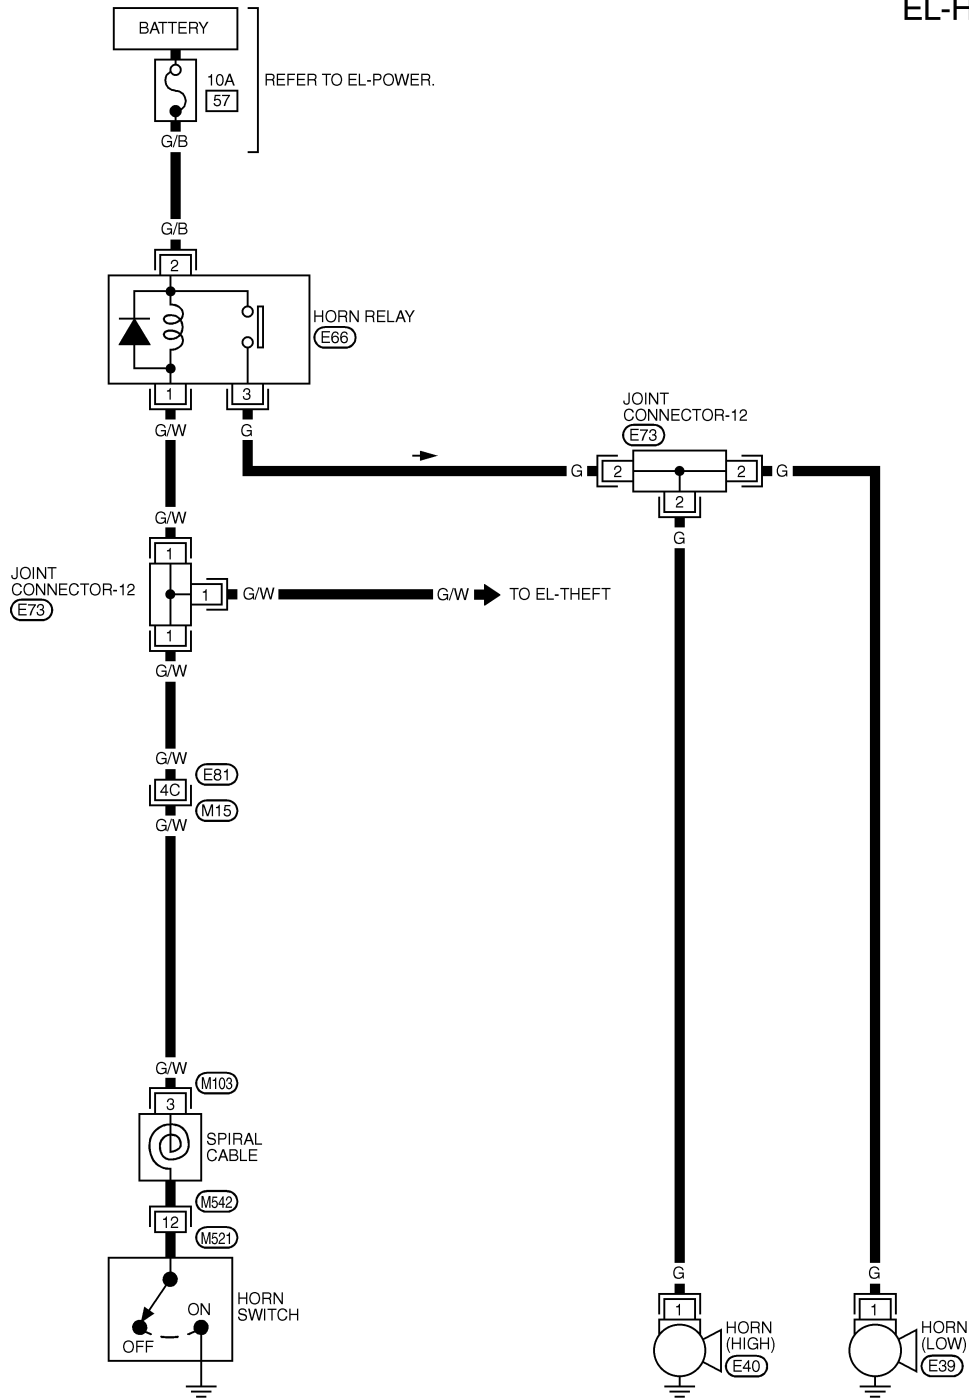 EL-H
BATTERY
10A
57
REFER TO EL-POWER.
G/B
G/B
2
HORN RELAY
E66
1
3
G/W
G
JOINT
CONNECTOR-12
E73
G
2
2
G
2
G
G/W
1
JOINT
CONNECTOR-12
E73
1
G/W
G/W
TO EL-THEFT
1
G/W
G/W
E81
4C
M15
G/W
G/W
M103
3
SPIRAL
CABLE
M542
12
M521
HORN
SWITCH
ON
OFF
G
1
HORN
(HIGH)
E40
G
1
HORN
(LOW)
E39